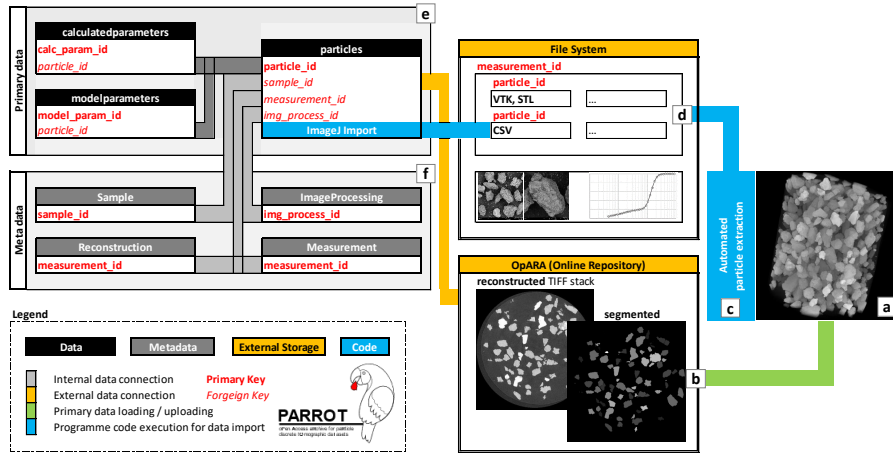 e
Primary data
calculatedparameters
calc_param_id
particle_id
modelparameters
model_param_id
particle_id
particles
particle_id
sample_id
measurement_id
img_process_id
ImageJ Import
f
Meta data
Sample
sample_id
ImageProcessing
img_process_id
Reconstruction
measurement_id
Measurement
measurement_id
File System
measurement_id
particle_id
VTK, STL
...
particle_id
CSV
...
d
Automated
particle extraction
c
a
OpARA (Online Repository)
reconstructed TIFF stack
segmented
b
Legend
Data
Metadata
External Storage
Code
Internal data connection
Primary Key
External data connection
Forgeign Key
Primary data loading / uploading
Programme code execution for data import
PARROT